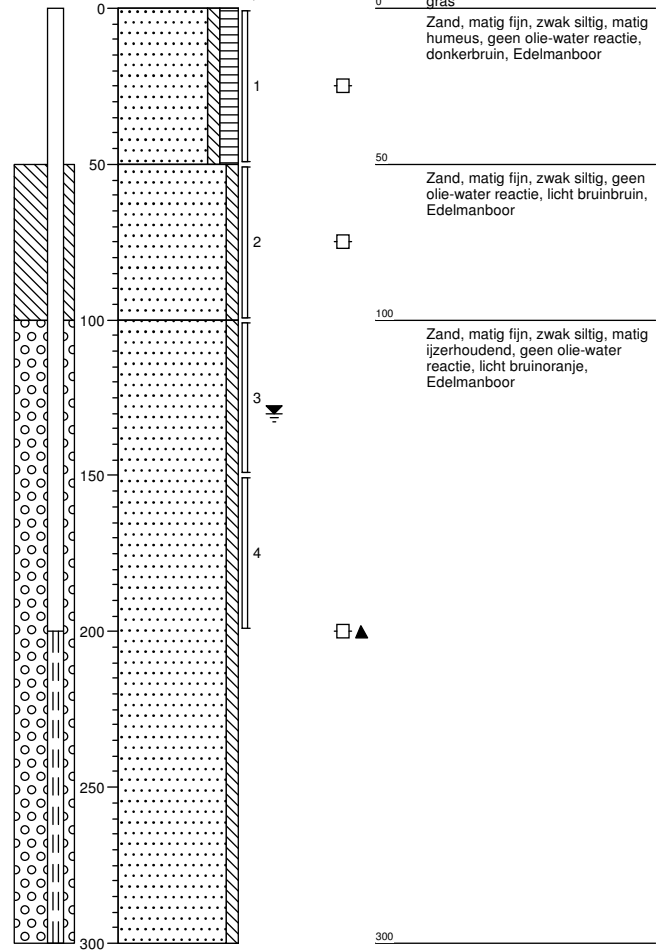 0
0
gras
Zand, matig fijn, zwak siltig, matig
humeus, geen olie-water reactie,
donkerbruin, Edelmanboor
1
50
50
Zand, matig fijn, zwak siltig, geen
olie-water reactie, licht bruinbruin,
Edelmanboor
2
100
100
Zand, matig fijn, zwak siltig, matig
ijzerhoudend, geen olie-water
reactie, licht bruinoranje,
Edelmanboor
3
150
4
200
250
300
300